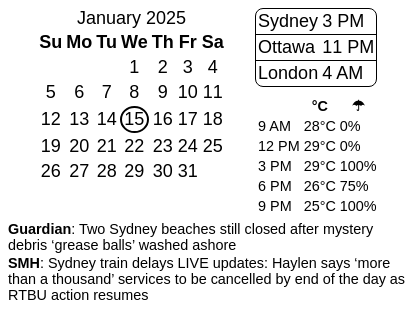 January 2025
Su Mo Tu We Th Fr Sa
1 2 3 4
5 6 7 8 9 10 11
12 13 14 15 16 17 18
19 20 21 22 23 24 25
26 27 28 29 30 31
Sydney 3 PM
Ottawa 11 PM
London 4 AM
°C ☂
9 AM 28°C 0%
12 PM 29°C 0%
3 PM 29°C 100%
6 PM 26°C 75%
9 PM 25°C 100%
Guardian: Two Sydney beaches still closed after mystery
debris ‘grease balls’ washed ashore
SMH: Sydney train delays LIVE updates: Haylen says ‘more
than a thousand’ services to be cancelled by end of the day as
RTBU action resumes